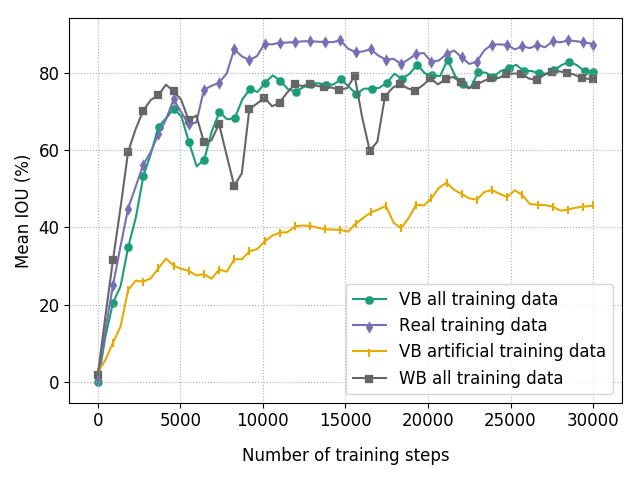 Mean IOU (%)
80
60
40
20
0
0 5000 10000 15000 20000 25000 30000
Number of training steps
VB all training data
Real training data
VB artificial training data
WB all training data